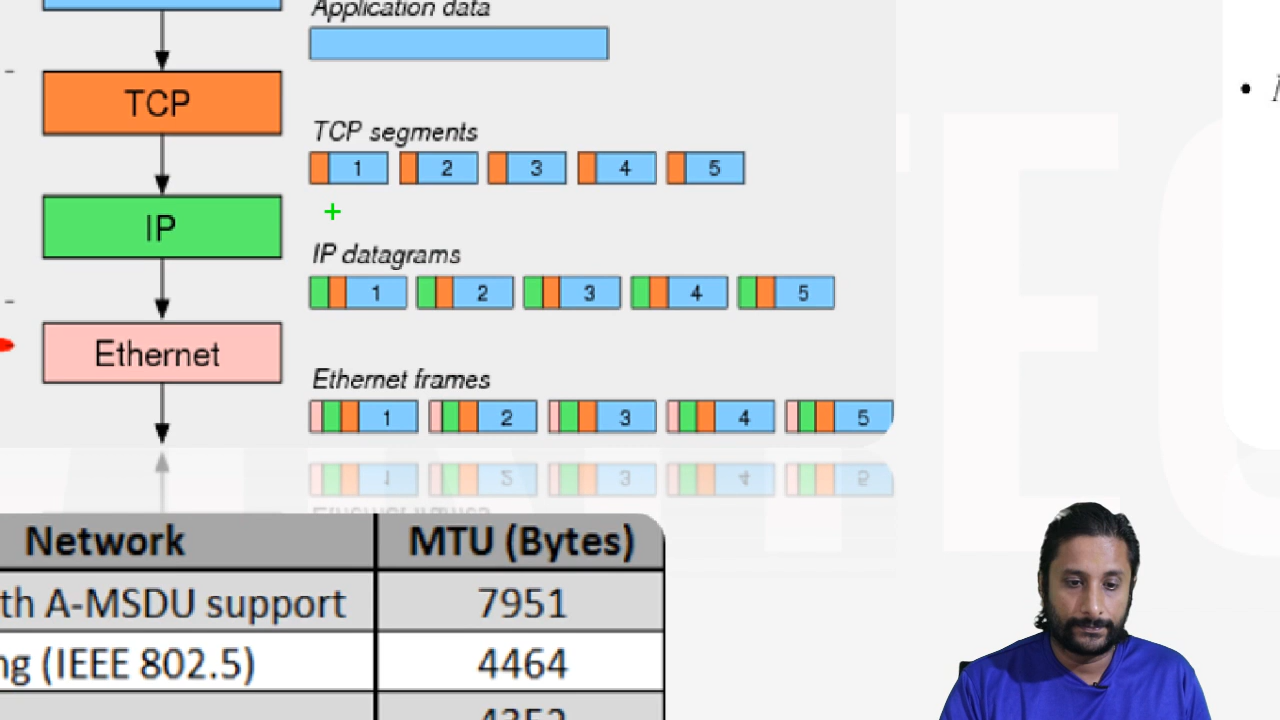 Application data
TCP
TCP segments
1 2 3 4 5
IP
IP datagrams
1 2 3 4 5
Ethernet
Ethernet frames
1 2 3 4 5
Network MTU (Bytes)
th A-MSDU support 7951
ng (IEEE 802.5) 4464
4352